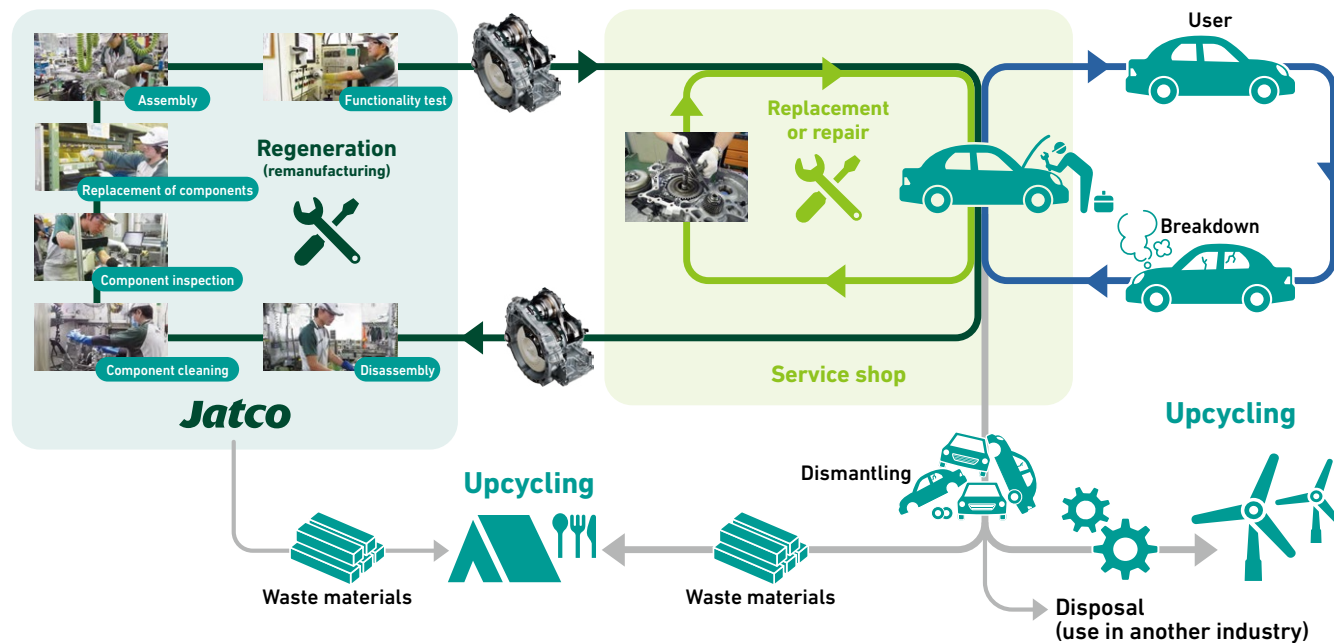 Assembly
Functionality test
Replacement of components
Regeneration
(remanufacturing)
Component inspection
Component cleaning
Disassembly
Jatco
Replacement
or repair
Service shop
User
Breakdown
Dismantling
Upcycling
Upcycling
Waste materials
Waste materials
Disposal
(use in another industry)